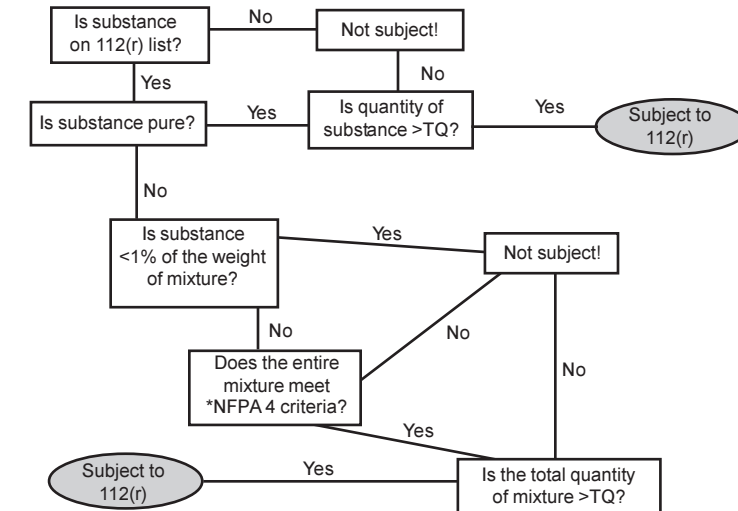 Is substance
on 112(r) list?
No
Not subject!
Yes
No
Is substance pure?
Yes
Is quantity of
substance >TQ?
Yes
Subject to
112(r)
No
Is substance
<1% of the weight
of mixture?
Yes
Not subject!
No
No
No
Does the entire
mixture meet
*NFPA 4 criteria?
Yes
Subject to
112(r)
Yes
Is the total quantity
of mixture >TQ?